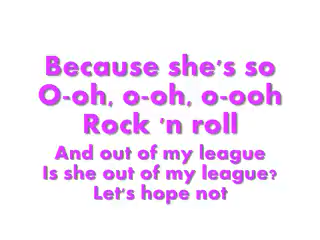 Because she's so
O-oh, o-oh, o-ooh
Rock 'n roll
And out of my league
Is she out of my league?
Let's hope not